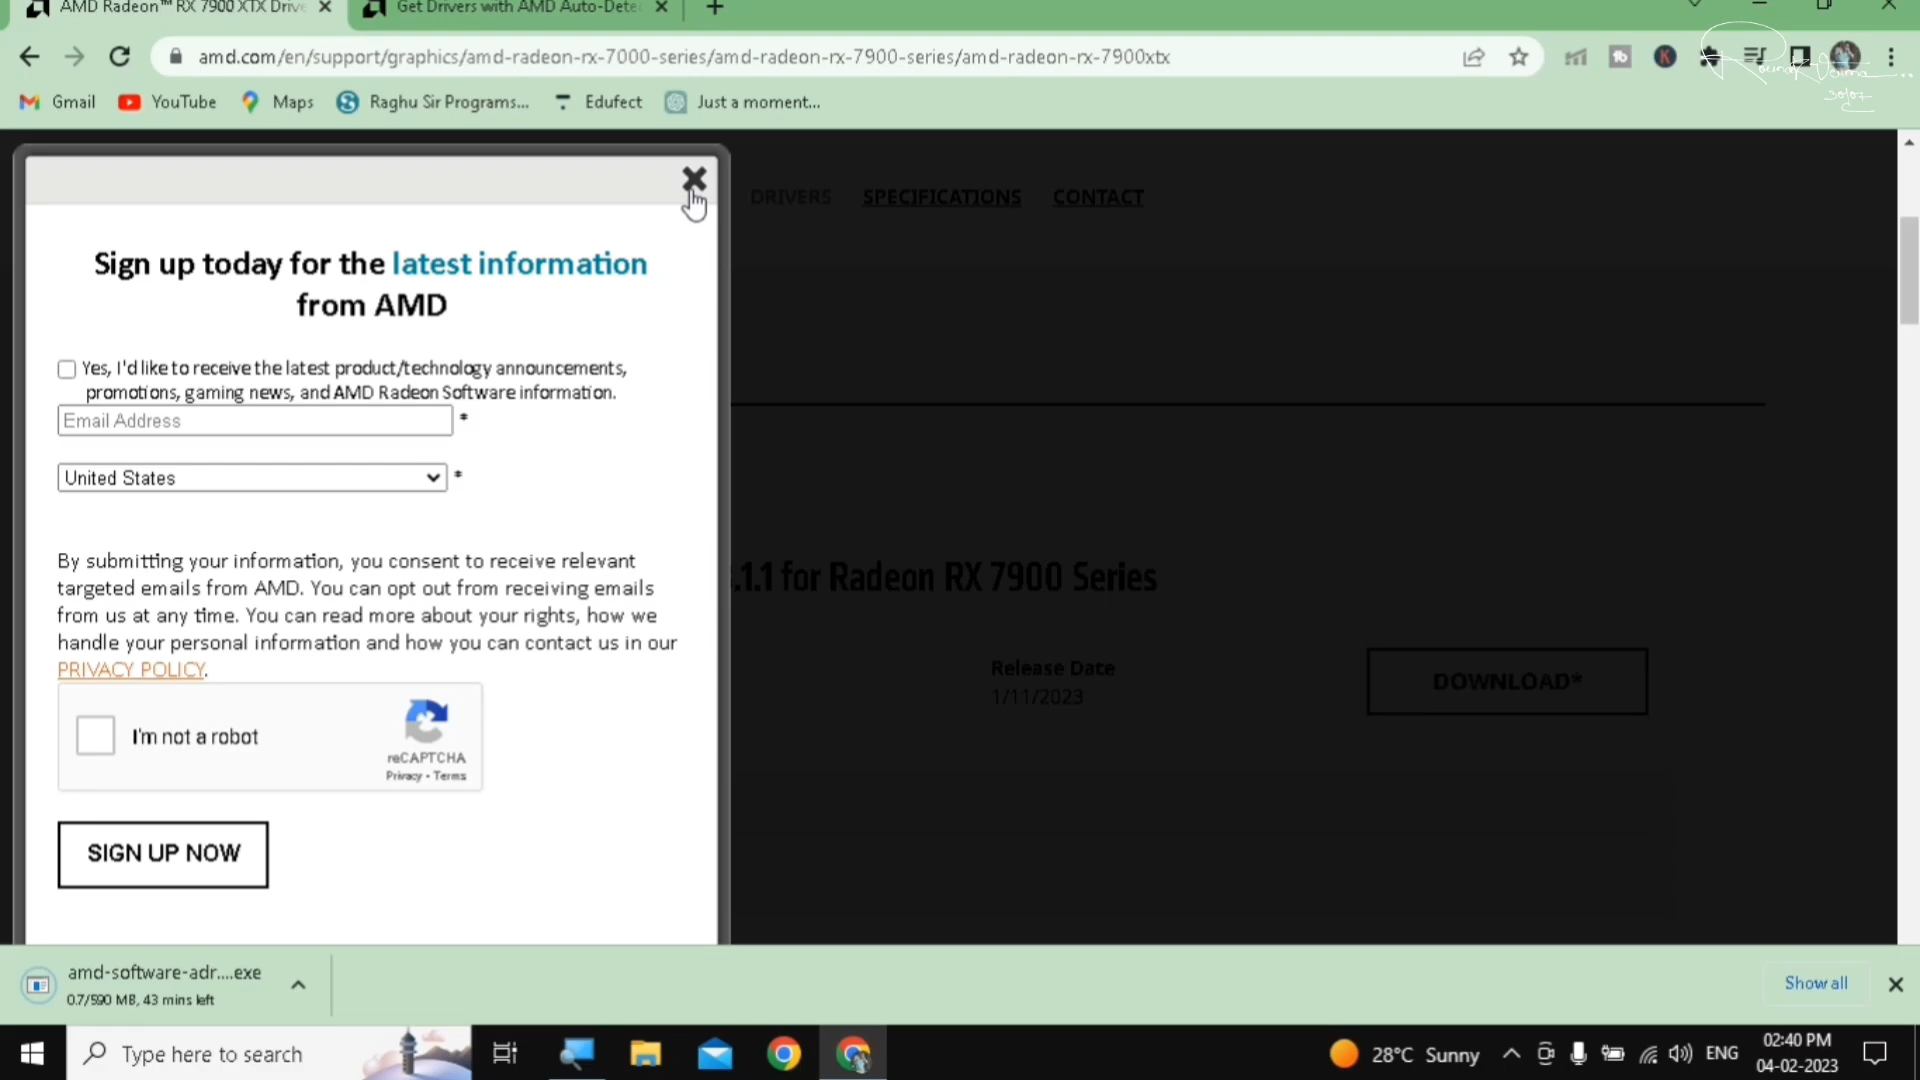 AMD Radeon™ RX 7900 XTX Drive
Get Drivers with AMD Auto-Dete
amd.com/en/support/graphics/amd-radeon-rx-7000-series/amd-radeon-rx-7900-series/amd-radeon-rx-7900xtx
Gmail YouTube Maps Raghu Sir Programs... Edufect Just a moment...
DRIVERS SPECIFICATIONS CONTACT
Sign up today for the latest information
from AMD
Yes, I'd like to receive the latest product/technology announcements,
promotions, gaming news, and AMD Radeon Software information.
Email Address *
United States *
By submitting your information, you consent to receive relevant
targeted emails from AMD. You can opt out from receiving emails
from us at any time. You can read more about your rights, how we
handle your personal information and how you can contact us in our
PRIVACY POLICY.
I'm not a robot
reCAPTCHA
Privacy - Terms
SIGN UP NOW
.1.1 for Radeon RX 7900 Series
Release Date
1/11/2023
DOWNLOAD*
amd-software-adr....exe
0.7/590 MB, 43 mins left
Show all
Type here to search
28°C Sunny
ENG
02:40 PM
04-02-2023